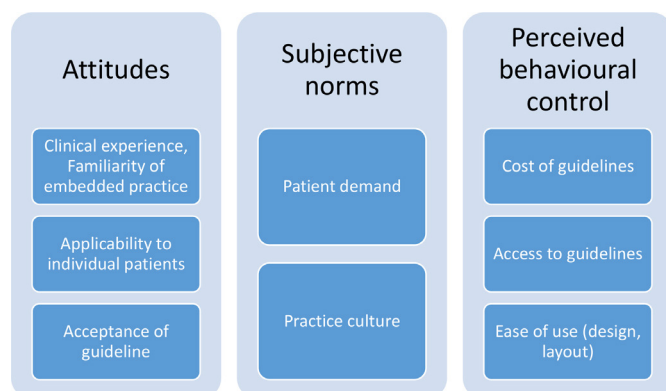 Attitudes
Clinical experience,
Familiarity of
embedded practice
Applicability to
individual patients
Acceptance of
guideline
Subjective
norms
Patient demand
Practice culture
Perceived
behavioural
control
Cost of guidelines
Access to guidelines
Ease of use (design,
layout)